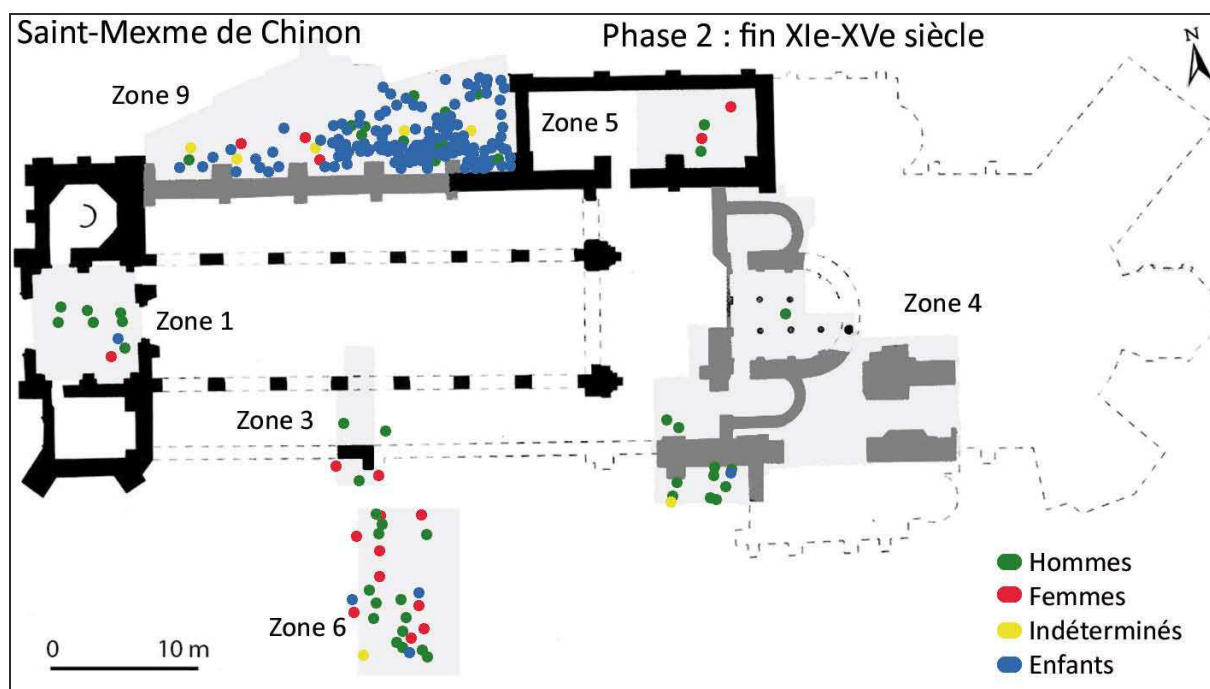 Saint-Mexme de Chinon
Phase 2 : fin XIe-XVe siècle
N
Zone 9
Zone 5
Zone 4
Zone 1
Zone 3
Zone 6
0 10 m
Hommes
Femmes
Indéterminés
Enfants